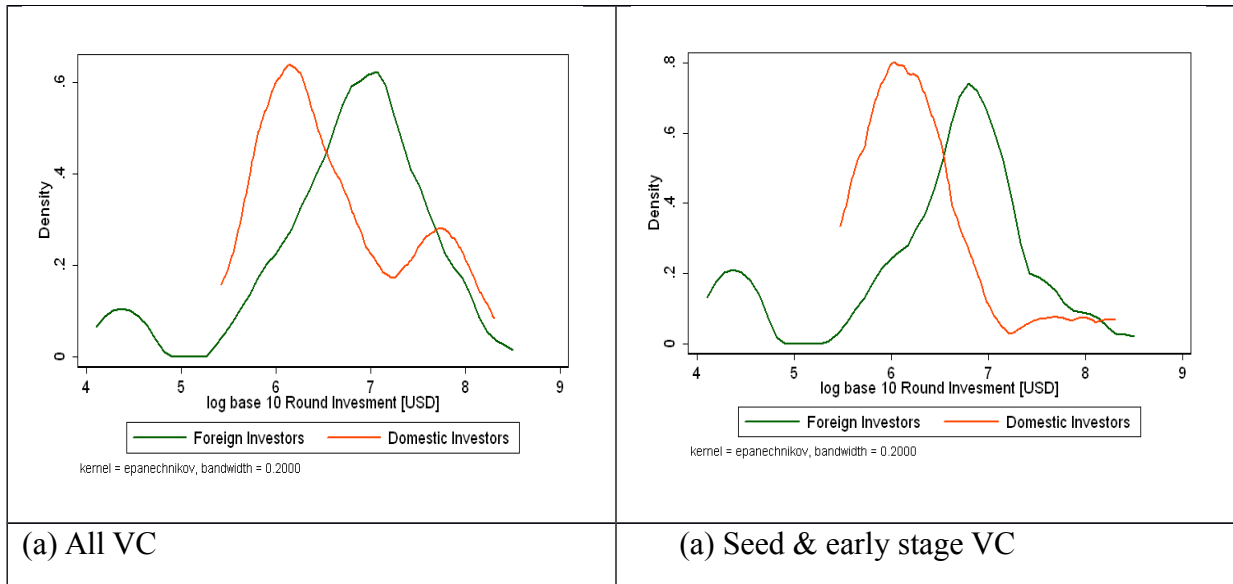 Density
.6
.4
.2
0
4 5 6 7 8 9
log base 10 Round Invesment [USD]
Foreign Investors Domestic Investors
kernel = epanechnikov, bandwidth = 0.2000
(a) All VC
Density
.8
.6
.4
.2
0
4 5 6 7 8 9
log base 10 Round Invesment [USD]
Foreign Investors Domestic Investors
kernel = epanechnikov, bandwidth = 0.2000
(a) Seed & early stage VC